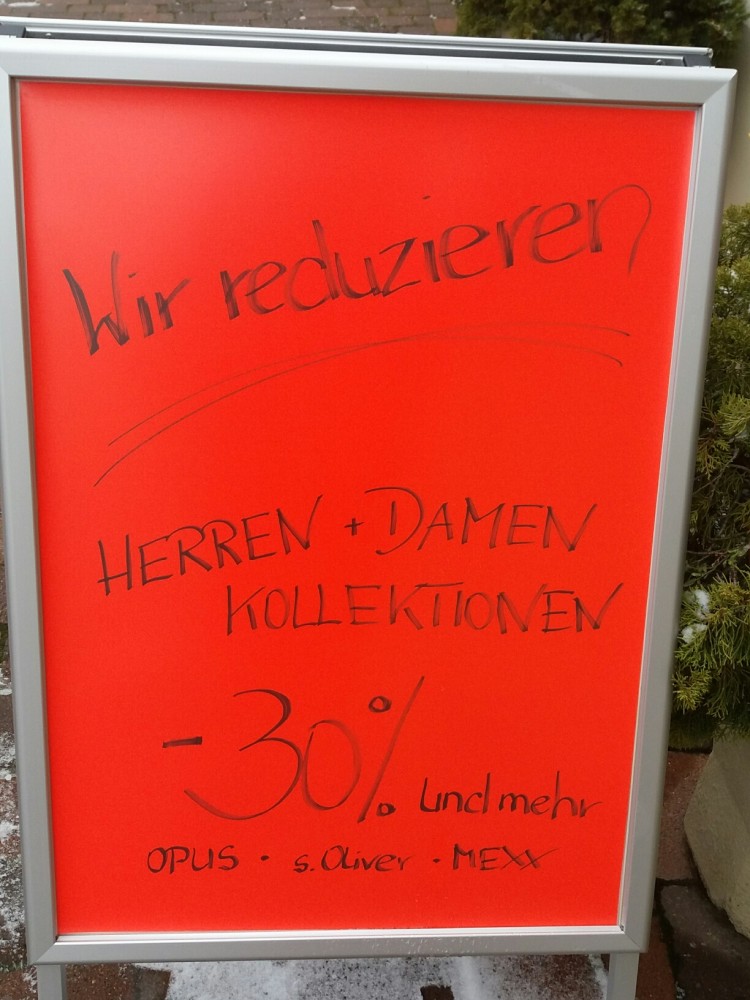 Wir reduzieren
HERREN + DAMEN
KOLLEKTIONEN
-30% und mehr
OPUS · s.Oliver · MEXX